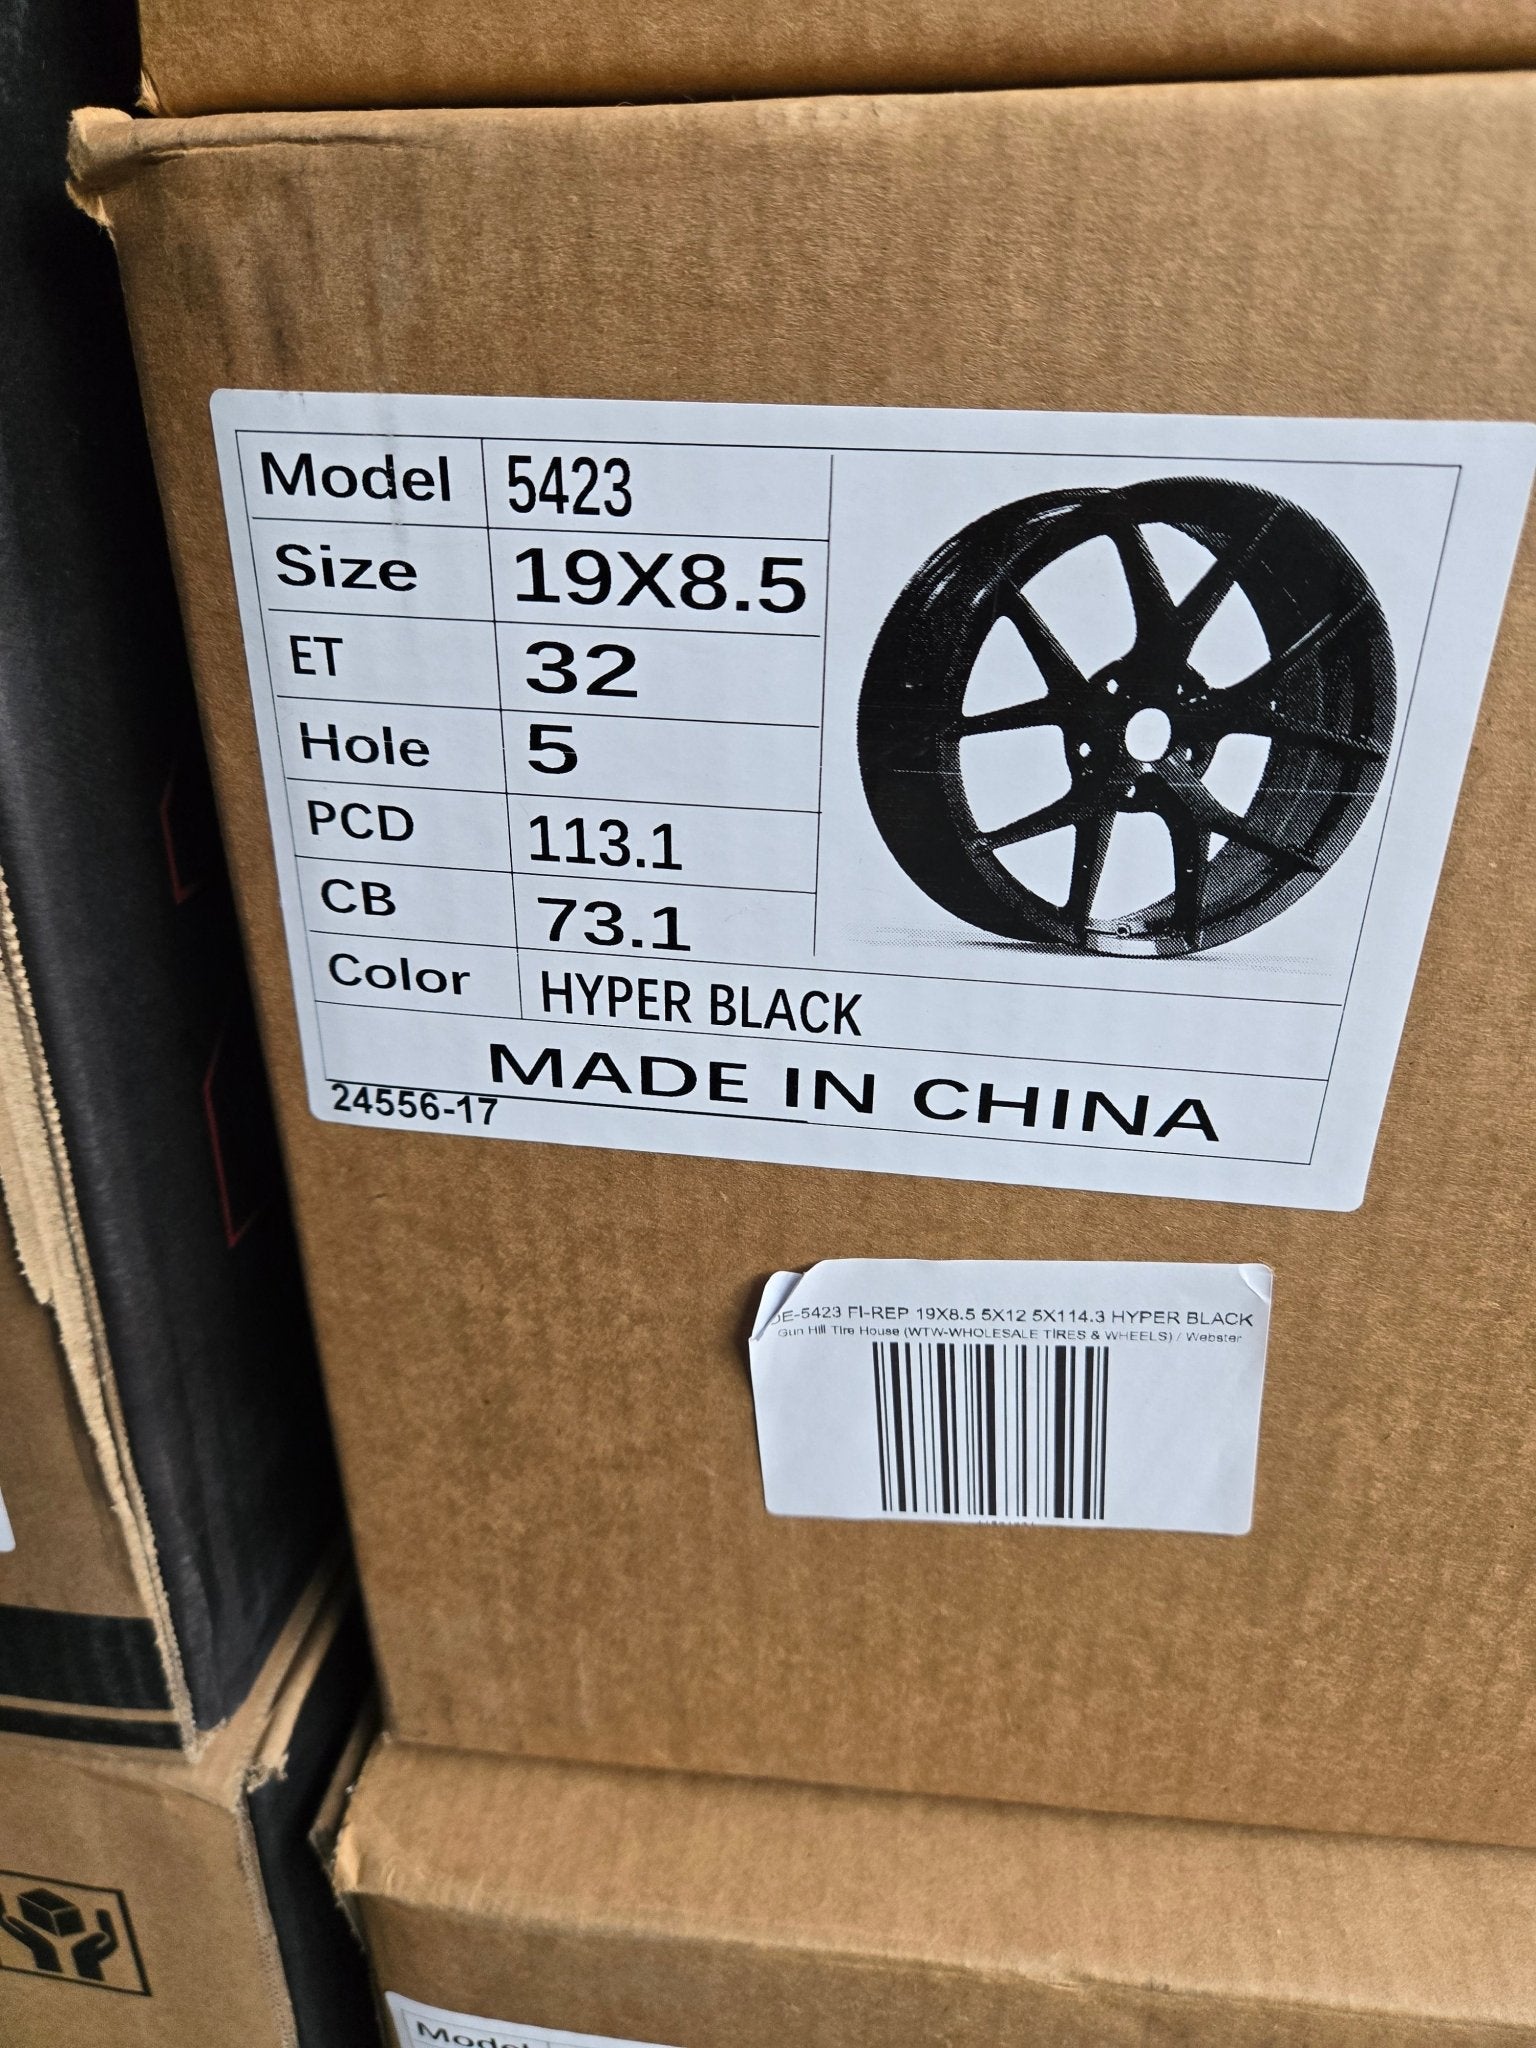 Model 5423
Size 19X8.5
ET 32
Hole 5
PCD 113.1
CB 73.1
Color HYPER BLACK
MADE IN CHINA
24556-17
FI-REP 19X8.5 5X12 5X114.3 HYPER BLACK
Gun Hill Tire House (WTW-WHOLESALE TIRES & WHEELS) / Webster
Model